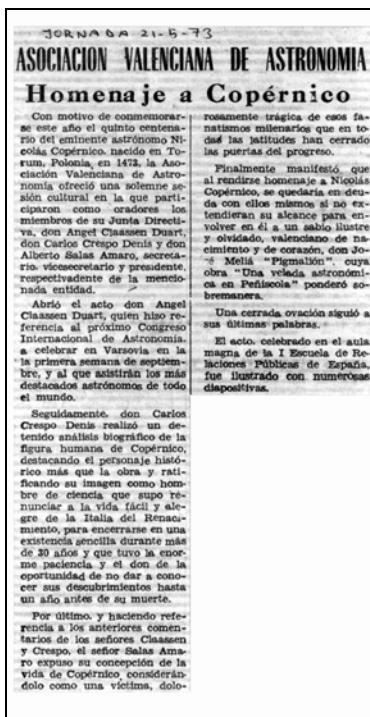 JORNADA 21-5-73
ASOCIACION VALENCIANA DE ASTRONOMIA
Homenaje a Copérnico
Con motivo de conmemorar-
se este año el quinto centena-
rio del eminente astrónomo Ni-
colás Copérnico, nacido en To-
rum, Polonia, en 1473, la Aso-
ciación Valenciana de Astro-
nomía ofreció una solemne se-
sión cultural en la que parti-
ciparon como oradores los
miembros de su Junta Directi-
va, don Angel Claassen Duart,
don Carlos Crespo Denis y don
Alberto Salas Amaro, secreta-
rio, vicesecretario y presidente,
respectivadente de la mencio-
nada entidad.
Abrió el acto don Angel
Claassen Duart, quien hizo re-
ferencia al próximo Congreso
Internacional de Astronomía,
a celebrar en Varsovia en la
la primera semana de septiem-
bre, y al que asistirán los más
destacados astrónomos de todo
el mundo.
Seguidamente, don Carlos
Crespo Denis realizó un de-
tenido análisis biográfico de la
figura humana de Copérnico,
destacando el personaje histó-
rico más que la obra y rati-
ficando su imagen como hom-
bre de ciencia que supo re-
nunciar a la vida fácil y ale-
gre de la Italia del Renaci-
miento, para encerrarse en una
existencia sencilla durante más
de 30 años y que tuvo la enor-
me paciencia y el don de la
oportunidad de no dar a cono-
cer sus descubrimientos hasta
un año antes de su muerte.
Por último, y haciendo refe-
rencia a los anteriores comen-
tarios de los señores Claassen
y Crespo, el señor Salas Ama-
ro expuso su concepción de la
vida de Copérnico, considerán-
dolo como una víctima, dolo-
rosamente trágica de esos fa-
natismos milenarios que en to-
das las latitudes han cerrado
las puertas del progreso.
Finalmente manifestó que
al rendirse homenaje a Nicolás
Copérnico, se quedaría en deu-
da con ellos mismos si no ex-
tendieran su alcance para en-
volver en él a un sabio ilustre
y olvidado, valenciano de na-
cimiento y de corazón, don Jo-
sé Meliá "Pigmalión", cuya
obra "Una velada astronómi-
ca en Peñíscola" ponderó so-
bremanera.
Una cerrada ovación siguió a
sus últimas palabras.
El acto, celebrado en el aula
magna de la I Escuela de Re-
laciones Públicas de España,
fue ilustrado con numerosas
diapositivas.